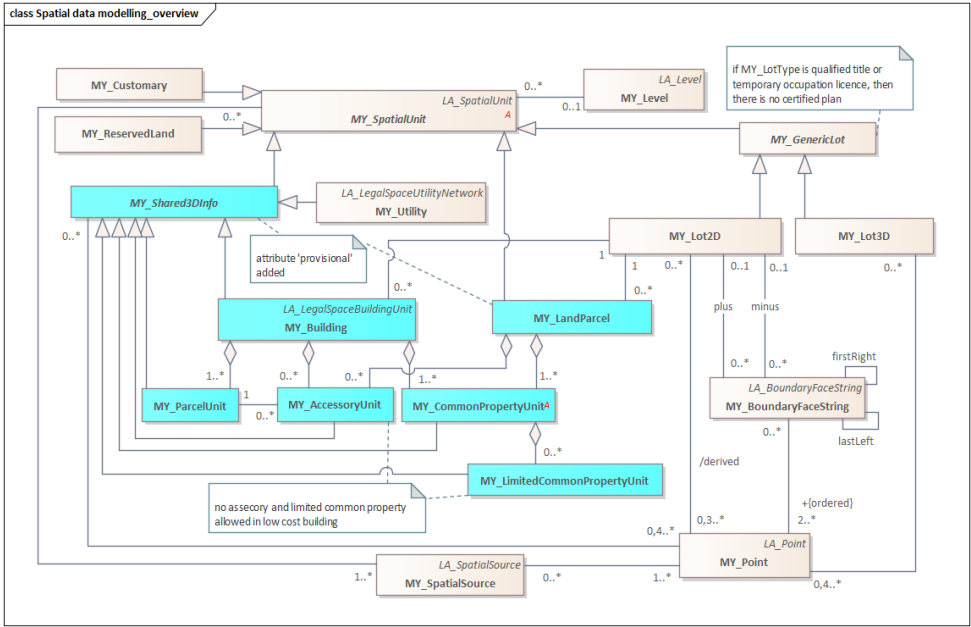 class Spatial data modelling_overview
if MY_LotType is qualified title or
temporary occupation licence, then
there is no certified plan
MY_Customary
LA_Level
MY_Level
0..*
0..1
LA_SpatialUnit
MY_SpatialUnit
A
0..*
MY_ReservedLand
MY_GenericLot
LA_LegalSpaceUtilityNetwork
MY_Utility
MY_Shared3DInfo
0..*
MY_Lot2D
MY_Lot3D
attribute 'provisional'
added
1
1
0..*
0..1
0..1
0..*
0..*
0..*
LA_LegalSpaceBuildingUnit
MY_Building
MY_LandParcel
plus
minus
firstRight
0..*
0..*
1..*
0..*
0..*
1..*
1..*
LA_BoundaryFaceString
MY_BoundaryFaceString
MY_ParcelUnit
1
0..*
MY_AccessoryUnit
MY_CommonPropertyUnit
A
0..*
lastLeft
0..*
/derived
MY_LimitedCommonPropertyUnit
no assecory and limited common property
allowed in low cost building
+{ordered}
0,4..*
0,3..*
2..*
LA_Point
MY_Point
LA_SpatialSource
MY_SpatialSource
1..*
0..*
1..*
0,4..*